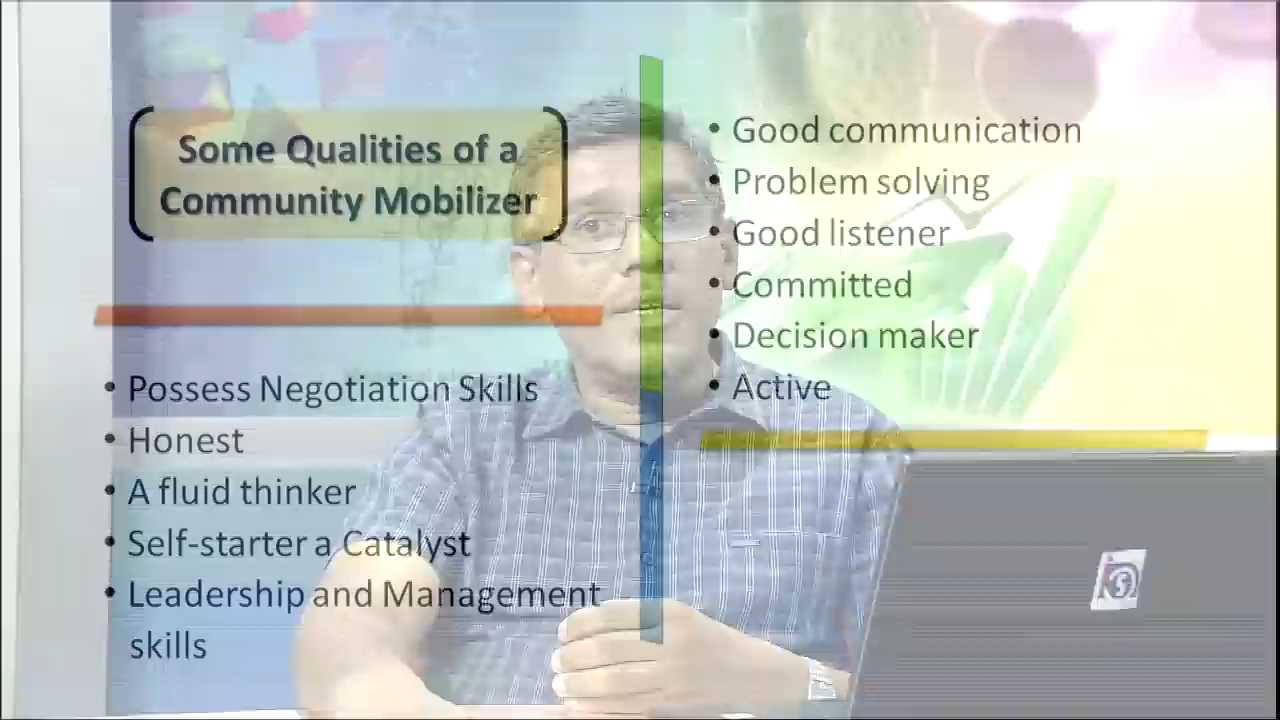 Some Qualities of a
Community Mobilizer
• Possess Negotiation Skills
• Honest
• A fluid thinker
• Self-starter a Catalyst
• Leadership and Management
skills
• Good communication
• Problem solving
• Good listener
• Committed
• Decision maker
• Active